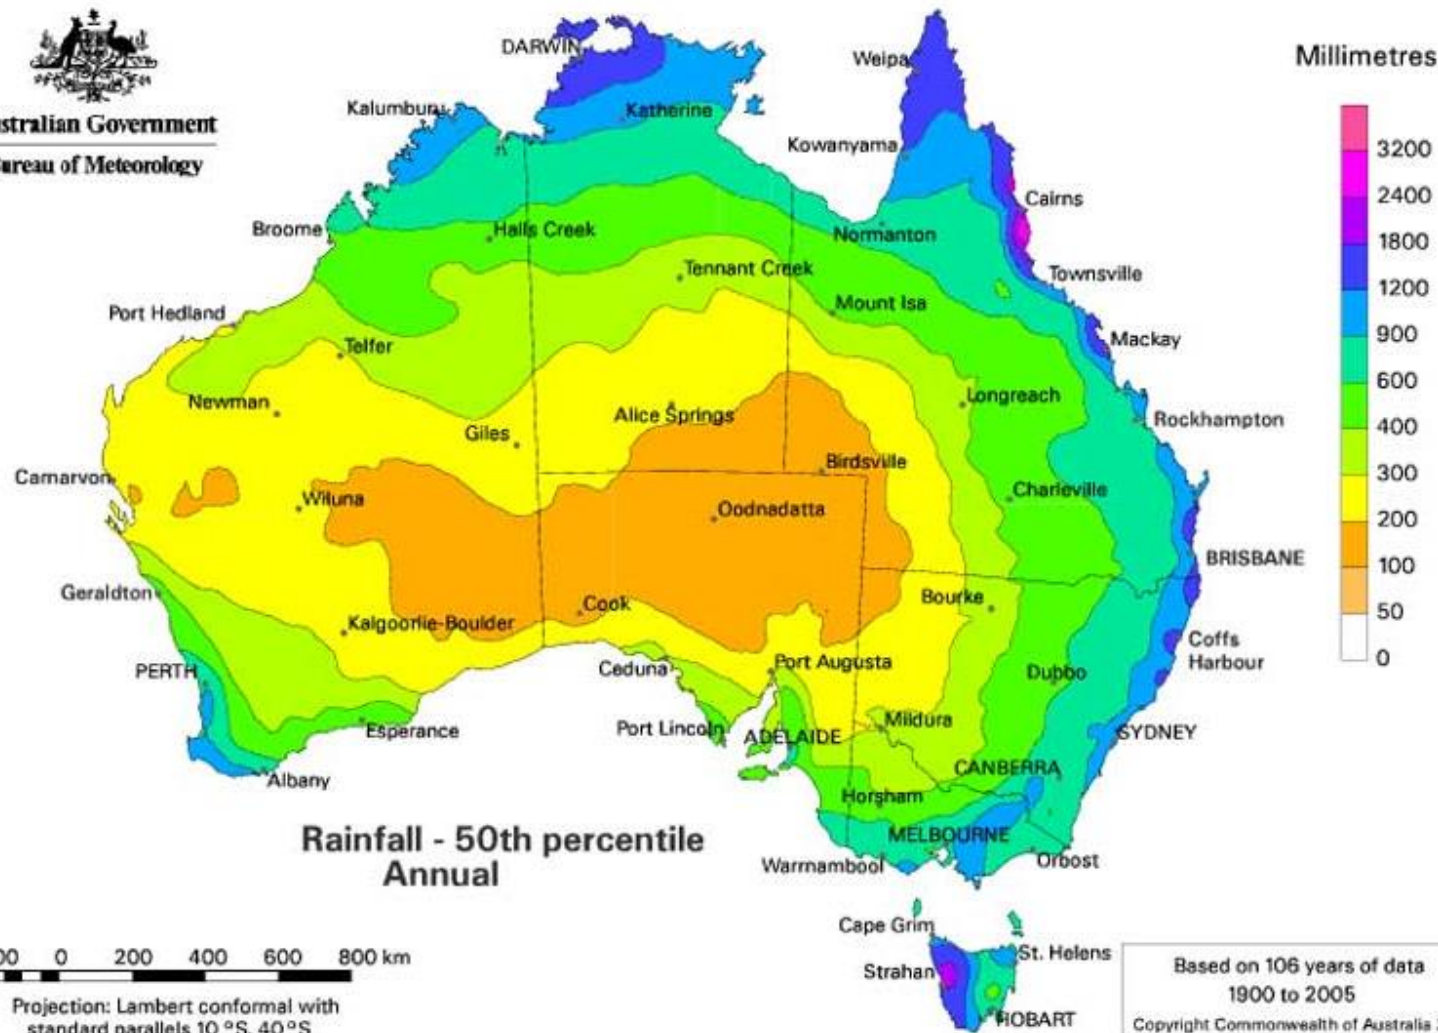 ustralian Government
ureau of Meteorology
Millimetres
3200
2400
1800
1200
900
600
400
300
200
100
50
0
DARWIN
Weipa
Kalumburu
Katherine
Kowanyama
Cairns
Broome
Halls Creek
Normanton
Tennant Creek
Townsville
Port Hedland
Mount Isa
Telfer
Mackay
Newman
Alice Springs
Longreach
Rockhampton
Giles
Birdsville
Carnarvon
Wiluna
Oodnadatta
Charleville
BRISBANE
Geraldton
Cook
Bourke
Kalgoorlie-Boulder
Coffs
Harbour
PERTH
Ceduna
Port Augusta
Dubbo
Esperance
Port Lincoln
ADELAIDE
Mildura
SYDNEY
Albany
CANBERRA
Horsham
Rainfall - 50th percentile
Annual
MELBOURNE
Warrnambool
Orbost
Cape Grim
St. Helens
Strahan
HOBART
00 0 200 400 600 800 km
Projection: Lambert conformal with
standard parallels 10 °S, 40 °S
Based on 106 years of data
1900 to 2005
Copyright Commonwealth of Australia